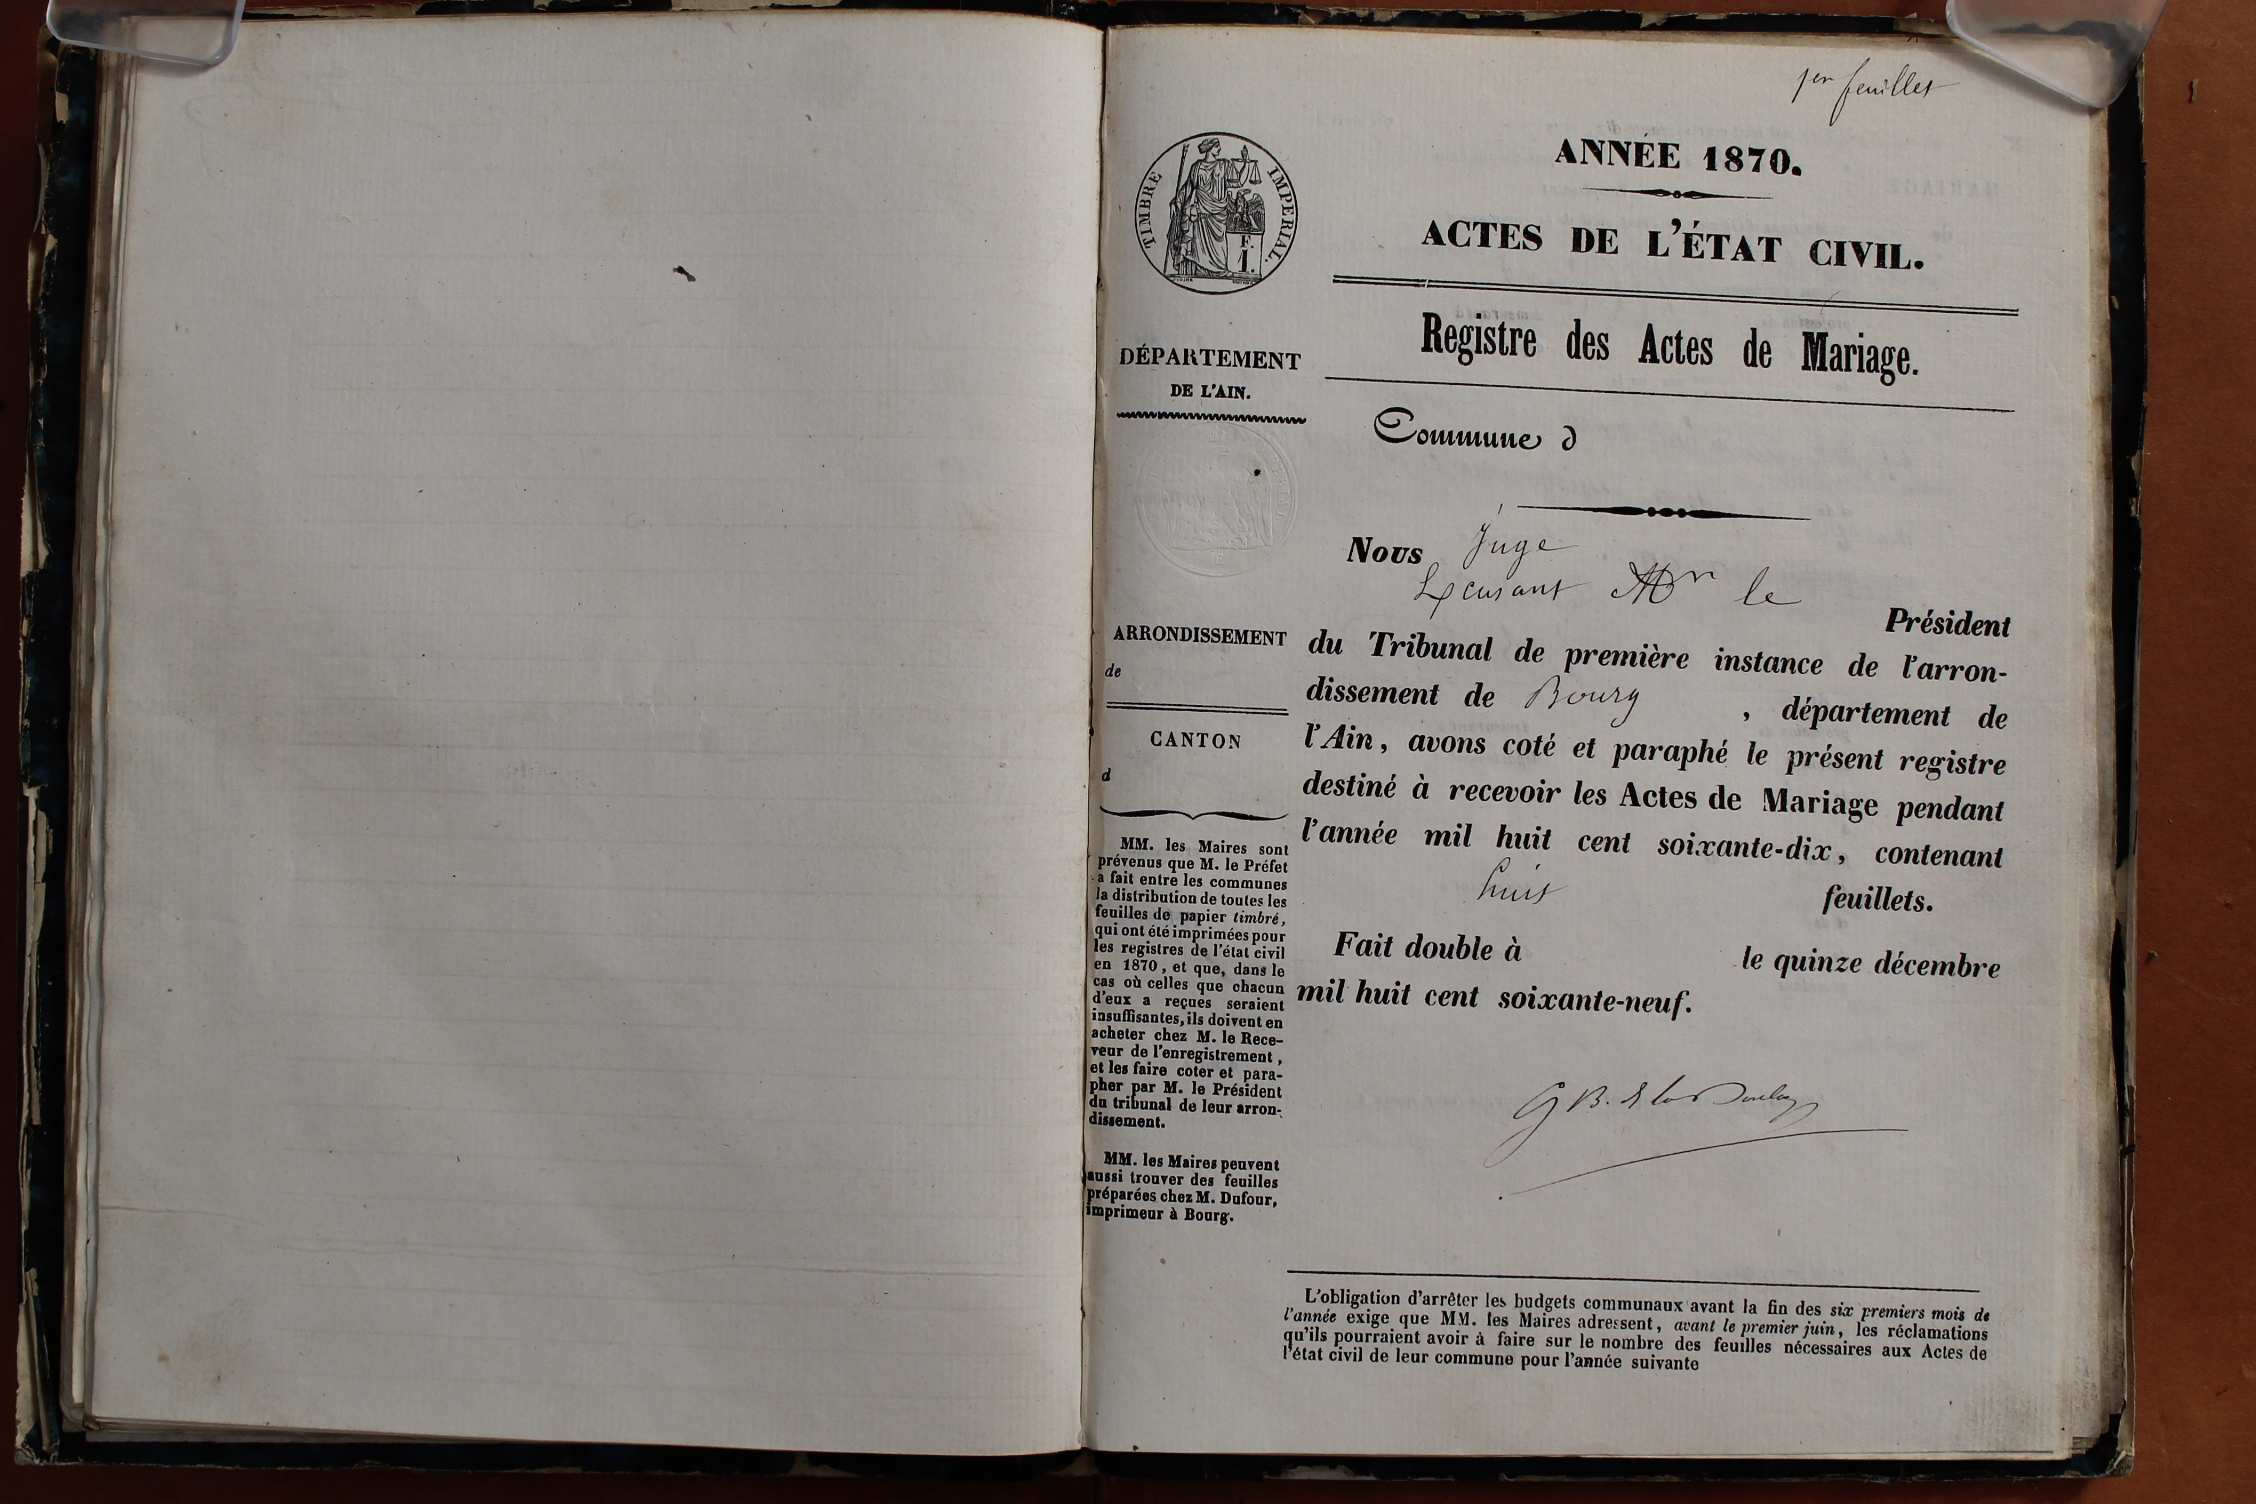 1er feuillet
ANNÉE 1870.
ACTES DE L'ÉTAT CIVIL.
TIMBRE IMPERIAL.
F.
1.
Registre des Actes de Mariage.
DÉPARTEMENT
DE L'AIN.
Commune d
Nous Juge
Excusant Mr le
Président
du Tribunal de première instance de l'arron-
dissement de Bourg , département de
l'Ain, avons coté et paraphé le présent registre
destiné à recevoir les Actes de Mariage pendant
l'année mil huit cent soixante-dix, contenant
huit feuillets.
Fait double à le quinze décembre
mil huit cent soixante-neuf.
ARRONDISSEMENT
de
CANTON
d
MM. les Maires sont
prévenus que M. le Préfet
a fait entre les communes
la distribution de toutes les
feuilles de papier timbré,
qui ont été imprimées pour
les registres de l'état civil
en 1870, et que, dans le
cas où celles que chacun
d'eux a reçues seraient
insuffisantes, ils doivent en
acheter chez M. le Rece-
veur de l'enregistrement,
et les faire coter et para-
pher par M. le Président
du tribunal de leur arron-
dissement.
MM. les Maires peuvent
aussi trouver des feuilles
préparées chez M. Dufour,
imprimeur à Bourg.
L'obligation d'arrêter les budgets communaux avant la fin des six premiers mois de
l'année exige que MM. les Maires adressent, avant le premier juin, les réclamations
qu'ils pourraient avoir à faire sur le nombre des feuilles nécessaires aux Actes de
l'état civil de leur commune pour l'année suivante